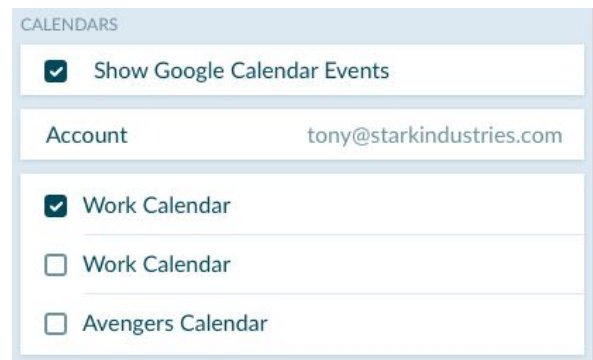 CALENDARS
Show Google Calendar Events
Account tony@starkindustries.com
Work Calendar
Work Calendar
Avengers Calendar